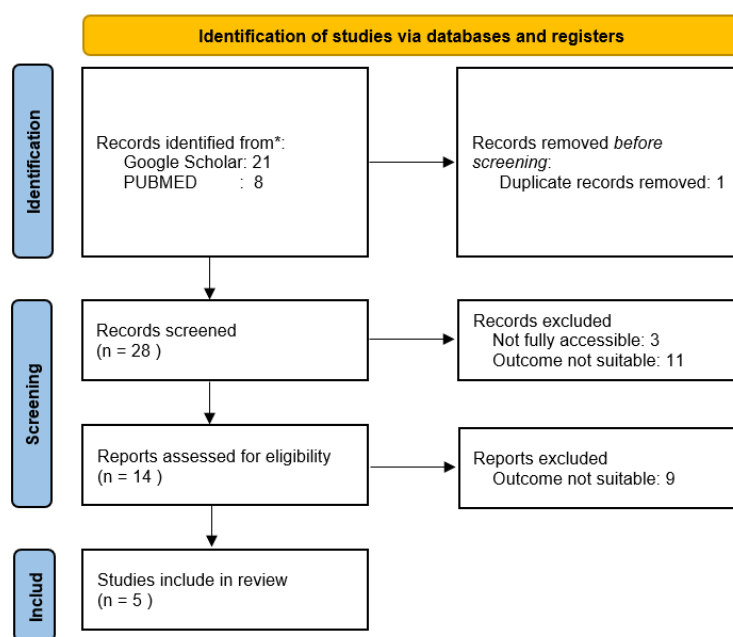 Identification of studies via databases and registers
Identification
Records identified from*:
Google Scholar: 21
PUBMED : 8
Records removed before
screening:
Duplicate records removed: 1
Screening
Records screened
(n = 28 )
Records excluded
Not fully accessible: 3
Outcome not suitable: 11
Reports assessed for eligibility
(n = 14 )
Reports excluded
Outcome not suitable: 9
Includ
Studies include in review
(n = 5 )